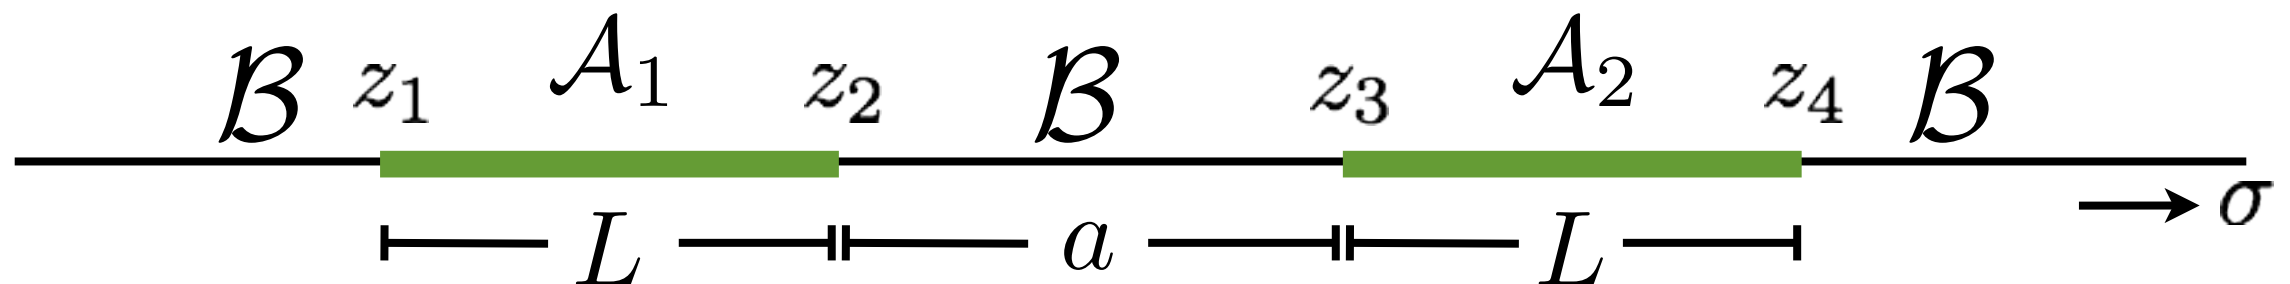 ℬ z₁ 𝒜₁ z₂ ℬ z₃ 𝒜₂ z₄ ℬ
L a L σ